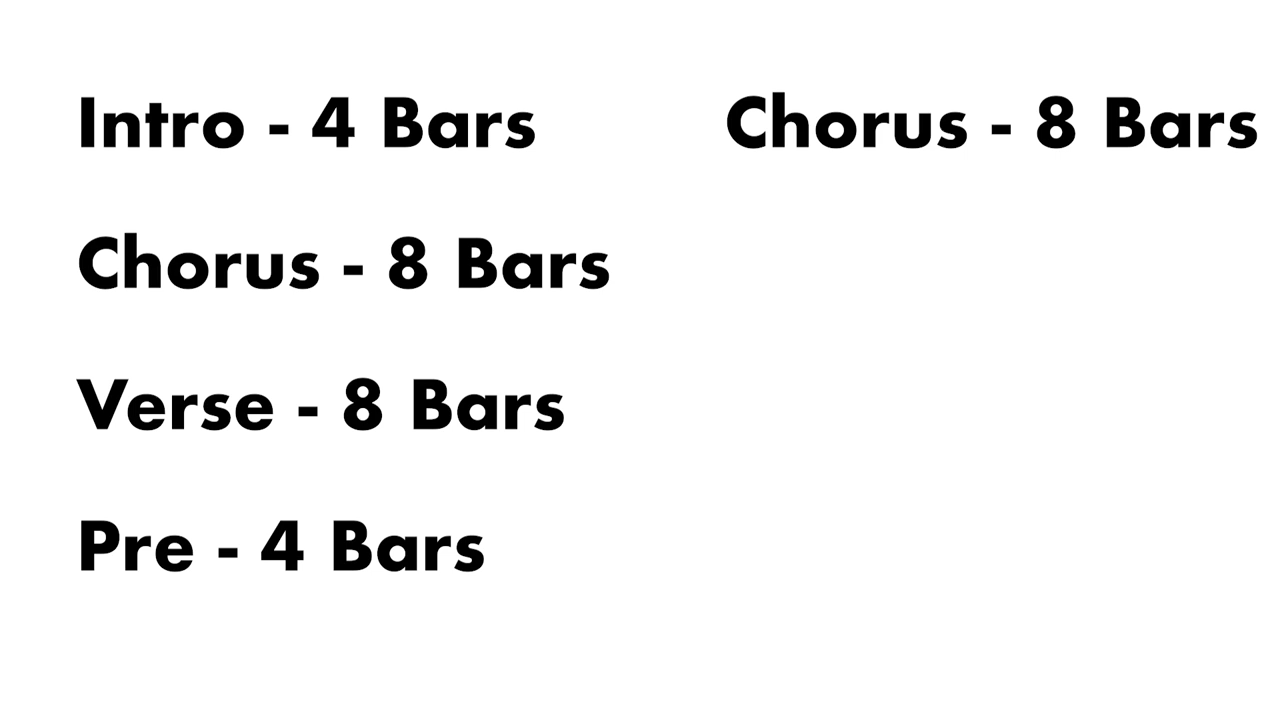 Intro - 4 Bars
Chorus - 8 Bars
Verse - 8 Bars
Pre - 4 Bars
Chorus - 8 Bars